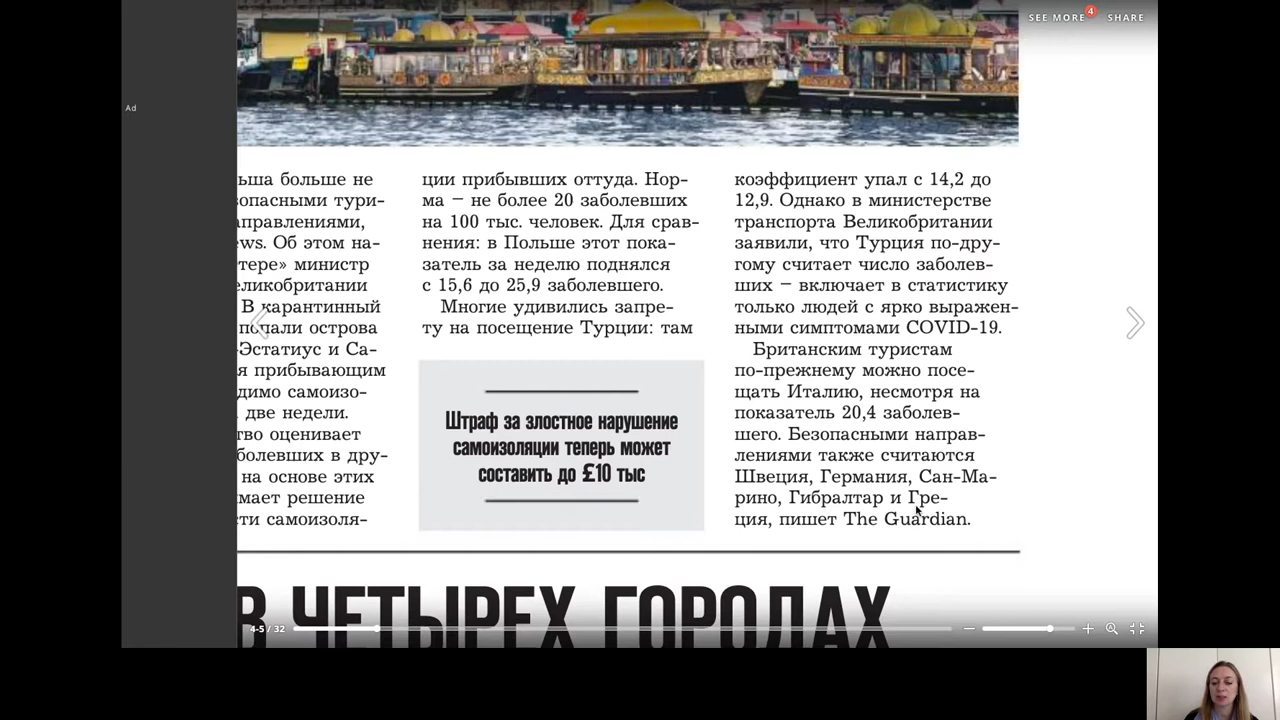 SEE MORE 4 SHARE
Ad
ьша больше не
зопасными тури-
аправлениями,
ews. Об этом на-
тере» министр
еликобритании
В карантинный
попали острова
-Эстатиус и Са-
я прибывающим
димо самоизо-
две недели.
тво оценивает
болевших в дру-
на основе этих
мает решение
сти самоизоля-
ции прибывших оттуда. Нор-
ма – не более 20 заболевших
на 100 тыс. человек. Для срав-
нения: в Польше этот пока-
затель за неделю поднялся
с 15,6 до 25,9 заболевшего.
Многие удивились запре-
ту на посещение Турции: там
Штраф за злостное нарушение
самоизоляции теперь может
составить до £10 тыс
коэффициент упал с 14,2 до
12,9. Однако в министерстве
транспорта Великобритании
заявили, что Турция по-дру-
гому считает число заболев-
ших – включает в статистику
только людей с ярко выражен-
ными симптомами COVID-19.
Британским туристам
по-прежнему можно посе-
щать Италию, несмотря на
показатель 20,4 заболев-
шего. Безопасными направ-
лениями также считаются
Швеция, Германия, Сан-Ма-
рино, Гибралтар и Гре-
ция, пишет The Guardian.
В ЧЕТЫРЕХ ГОРОДАХ
4-5 / 32